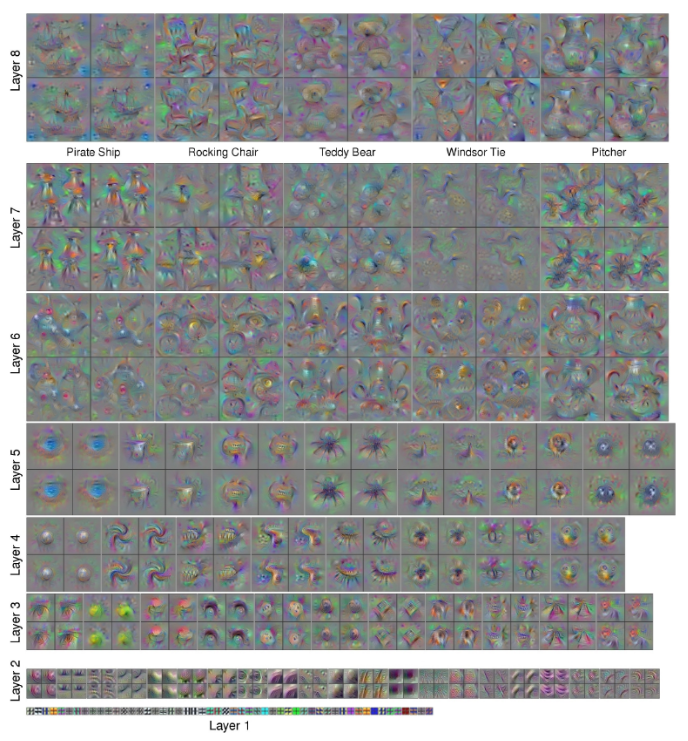 Layer 8
Pirate Ship Rocking Chair Teddy Bear Windsor Tie Pitcher
Layer 7
Layer 6
Layer 5
Layer 4
Layer 3
Layer 2
Layer 1